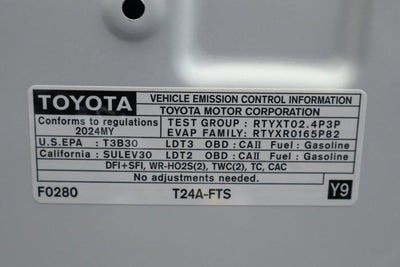 TOYOTA VEHICLE EMISSION CONTROL INFORMATION
TOYOTA MOTOR CORPORATION
Conforms to regulations
2024MY
TEST GROUP : RTYXT02.4P3P
EVAP FAMILY: RTYXR0165P82
U.S.EPA : T3B30 LDT3 OBD : CAII Fuel : Gasoline
California : SULEV30 LDT2 OBD : CAII Fuel : Gasoline
DFI+SFI, WR-HO2S(2), TWC(2), TC, CAC
No adjustments needed.
F0280 T24A-FTS Y9